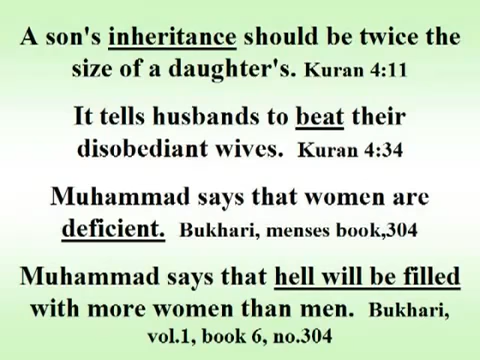 A son's inheritance should be twice the
size of a daughter's. Kuran 4:11
It tells husbands to beat their
disobediant wives. Kuran 4:34
Muhammad says that women are
deficient. Bukhari, menses book,304
Muhammad says that hell will be filled
with more women than men. Bukhari,
vol.1, book 6, no.304